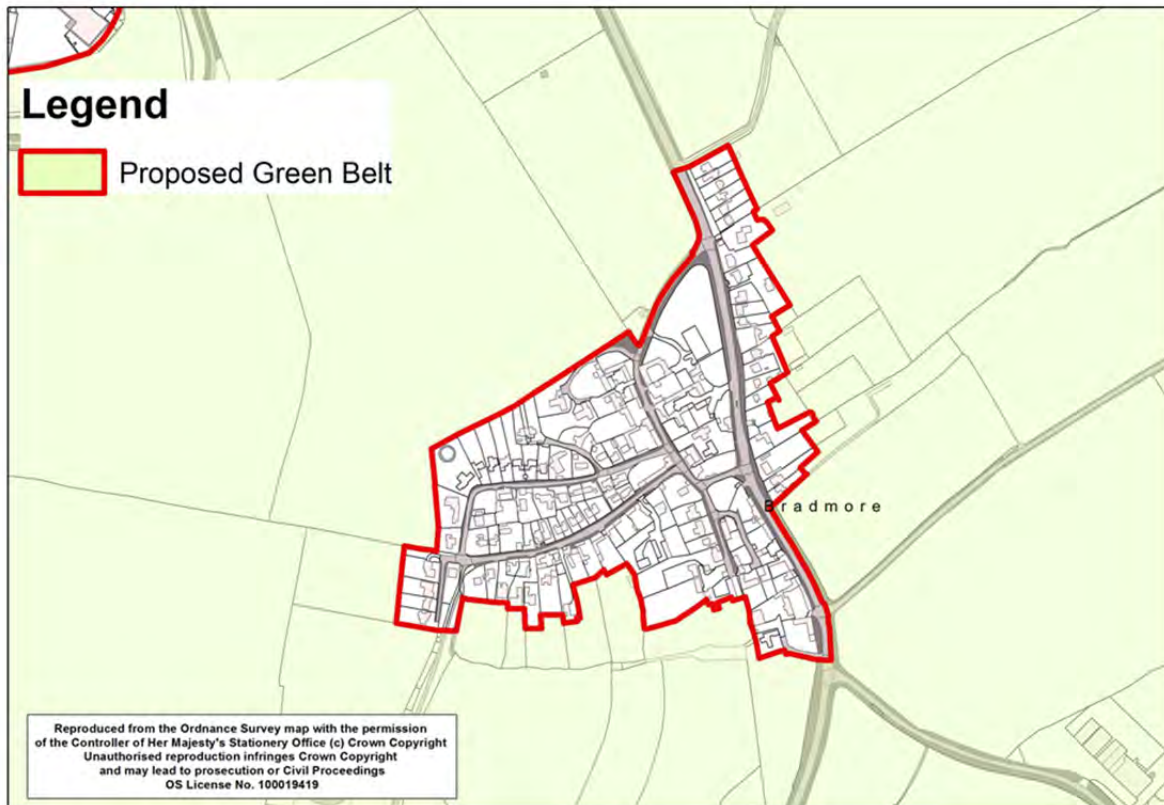 Legend
Proposed Green Belt
Bradmore
Reproduced from the Ordnance Survey map with the permission
of the Controller of Her Majesty's Stationery Office (c) Crown Copyright
Unauthorised reproduction infringes Crown Copyright
and may lead to prosecution or Civil Proceedings
OS License No. 100019419